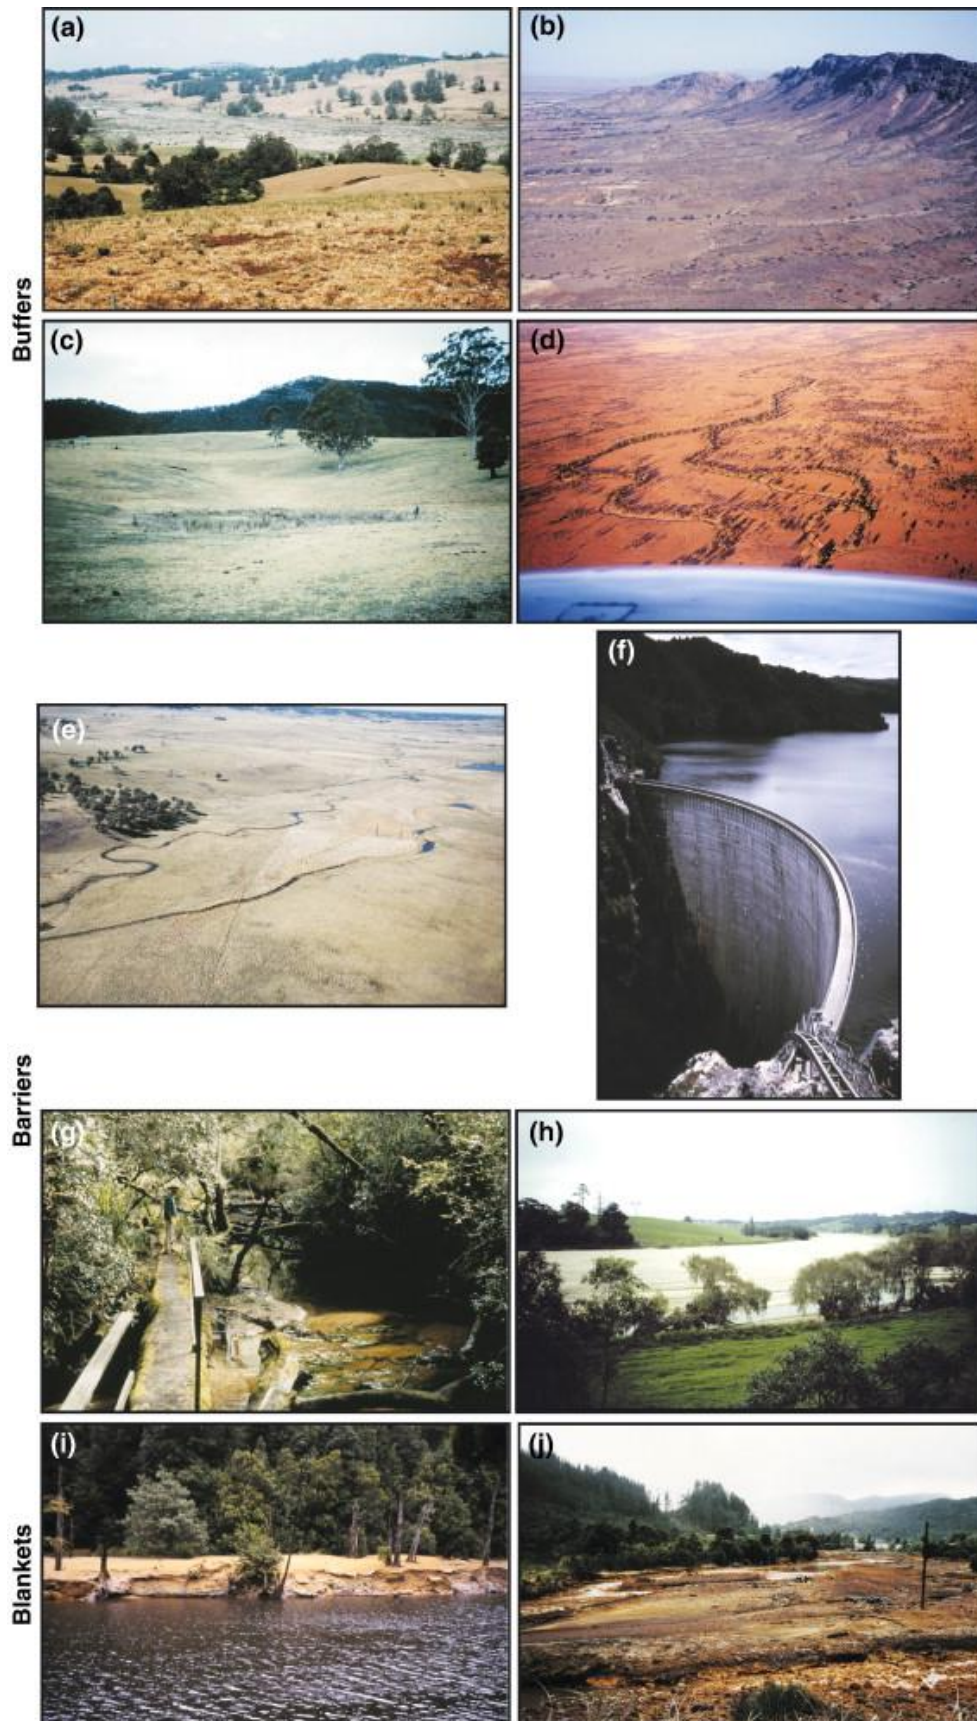 (a)
(b)
Buffers
(c)
(d)
(e)
(f)
Barriers
(g)
(h)
Blankets
(i)
(j)